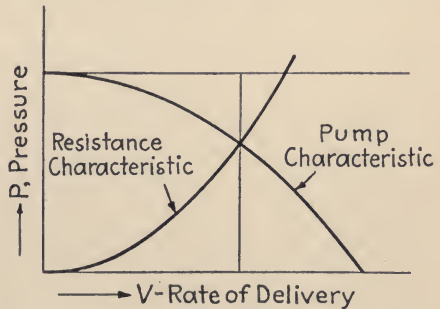 P, Pressure
Resistance
Characteristic
Pump
Characteristic
V-Rate of Delivery